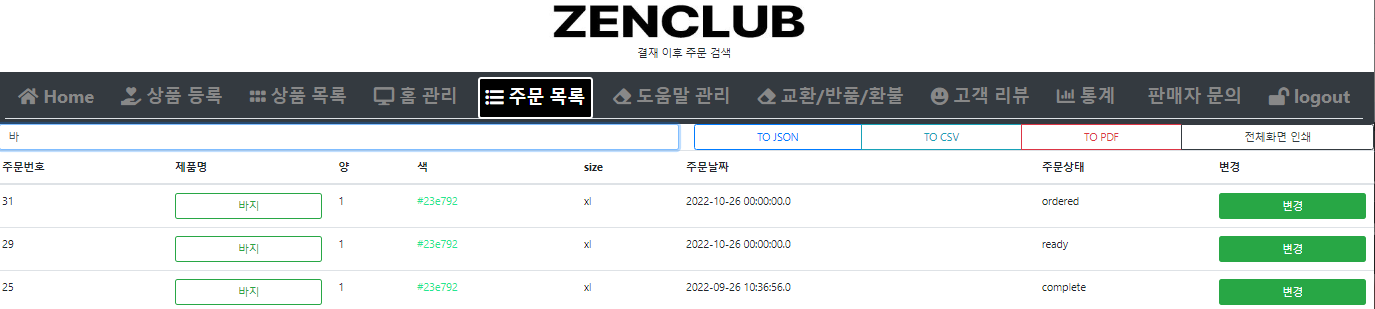 ZENCLUB
결재 이후 주문 검색
Home 상품 등록 상품 목록 홈 관리 주문 목록 도움말 관리 교환/반품/환불 고객 리뷰 통계 판매자 문의 logout
바 TO JSON TO CSV TO PDF 전체화면 인쇄
주문번호 제품명 양 색 size 주문날짜 주문상태 변경
31 바지 1 #23e792 xl 2022-10-26 00:00:00.0 ordered 변경
29 바지 1 #23e792 xl 2022-10-26 00:00:00.0 ready 변경
25 바지 1 #23e792 xl 2022-09-26 10:36:56.0 complete 변경